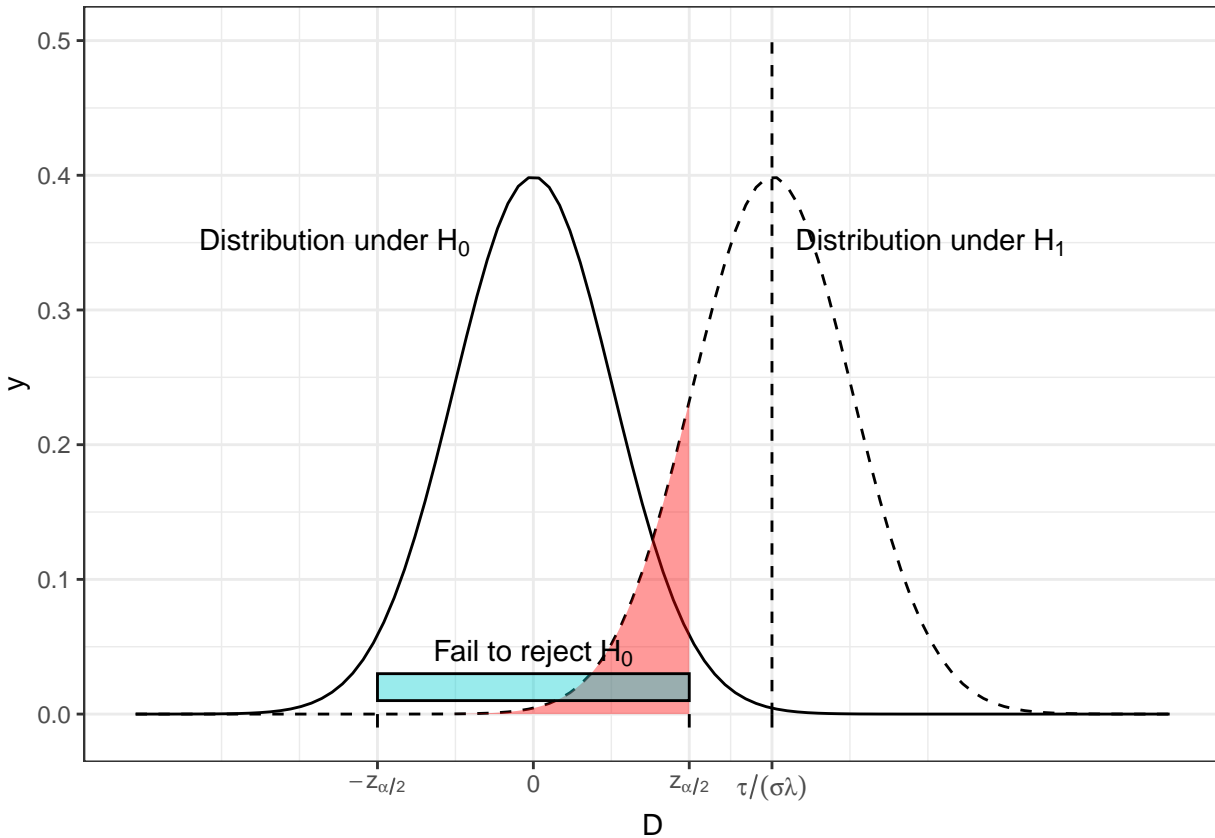 0.5
0.4
Distribution under H₀ Distribution under H₁
0.3
y
0.2
0.1
Fail to reject H₀
0.0
−zα/2 0 zα/2 τ/(σλ)
D